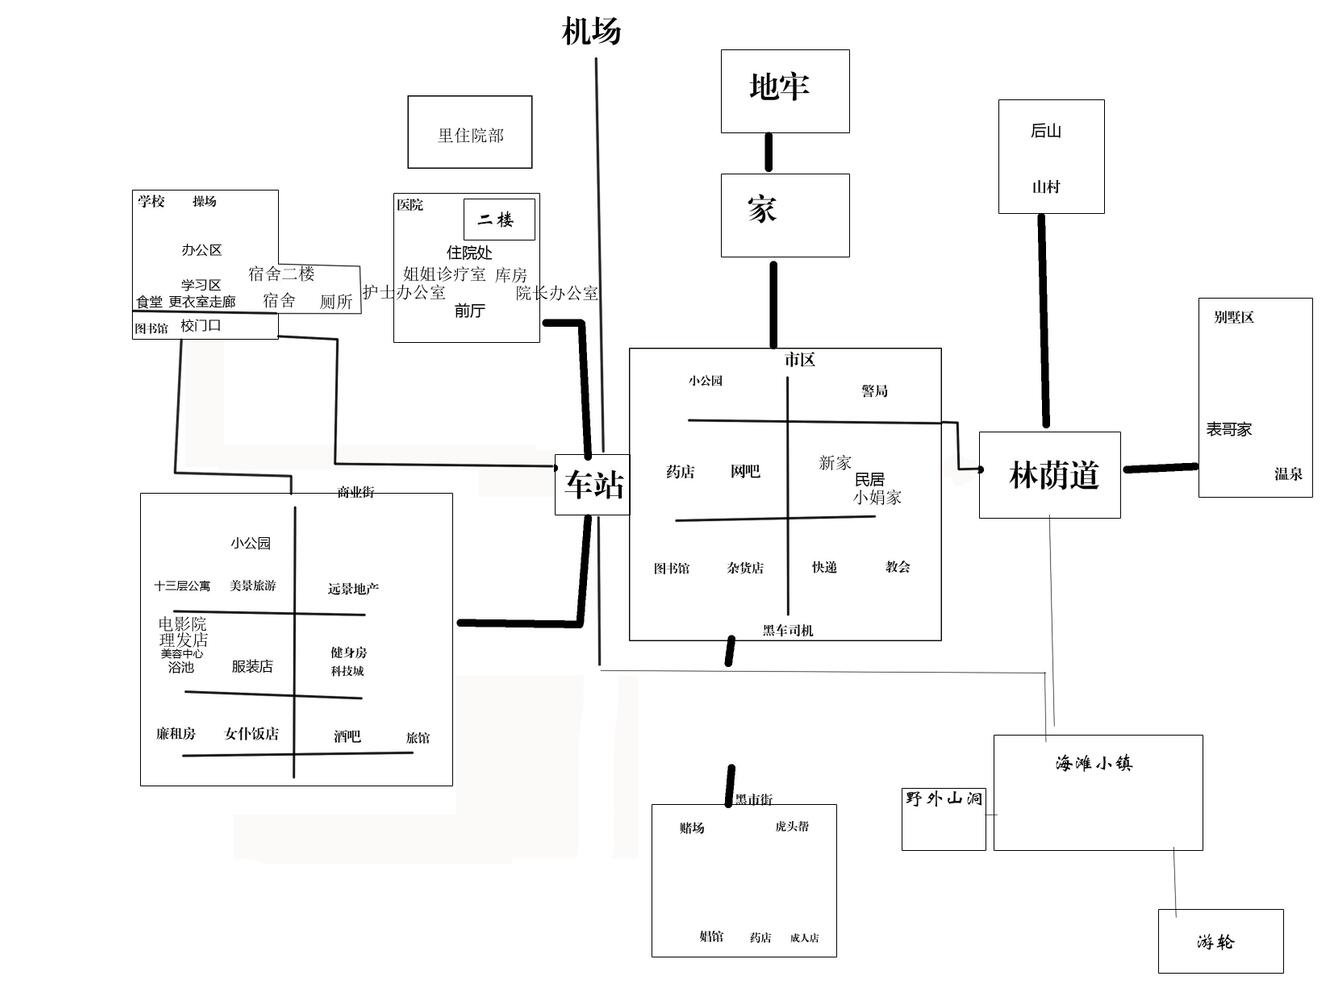 机场
地牢
里住院部
后山
山村
家
学校 操场
办公区
学习区
宿舍二楼
食堂 更衣室走廊 宿舍 厕所
图书馆 校门口
医院
二楼
住院处
姐姐诊疗室 库房
护士办公室 院长办公室
前厅
别墅区
表哥家
温泉
市区
小公园 警局
药店 网吧 新家
民居
小娟家
图书馆 杂货店 快递 教会
黑车司机
车站
林荫道
商业街
小公园
十三层公寓 美景旅游 远景地产
电影院
理发店
美容中心
浴池 服装店
健身房
科技城
廉租房 女仆饭店 酒吧 旅馆
黑市街
赌场 虎头帮
娼馆 药店 成人店
海滩小镇
野外山洞
游轮